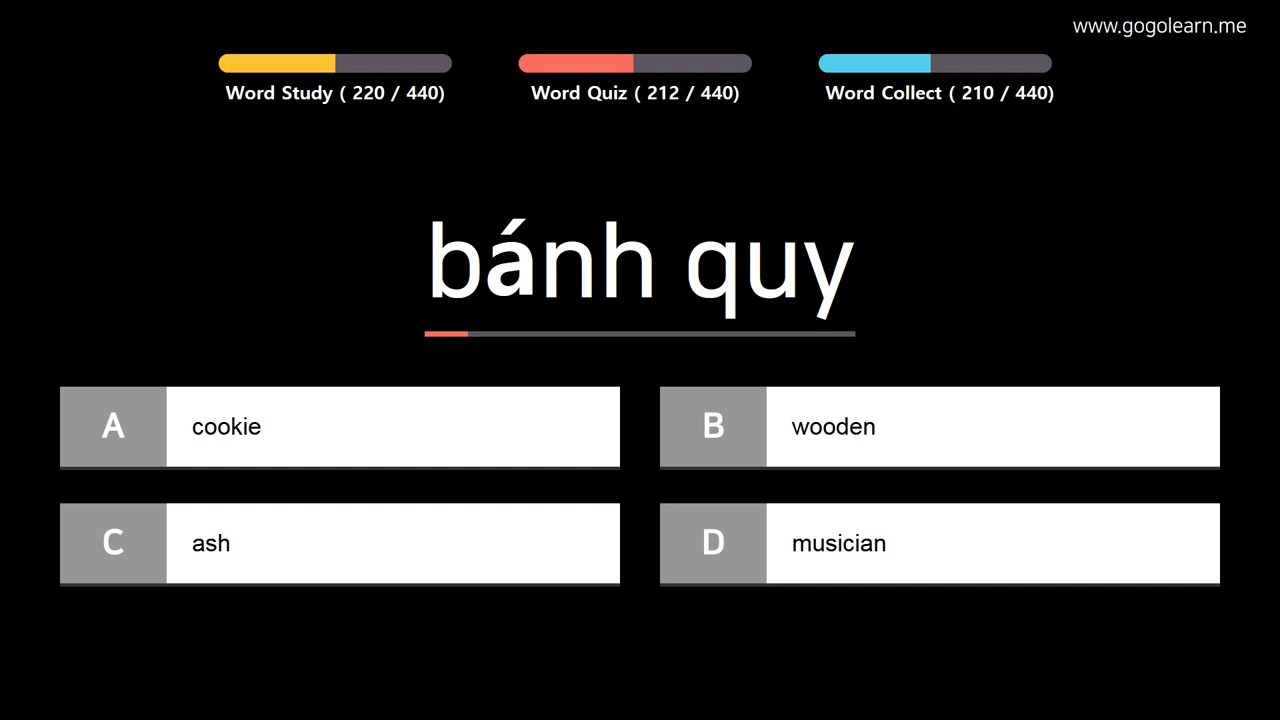 www.gogolearn.me
Word Study ( 220 / 440)
Word Quiz ( 212 / 440)
Word Collect ( 210 / 440)
bánh quy
A cookie
B wooden
C ash
D musician